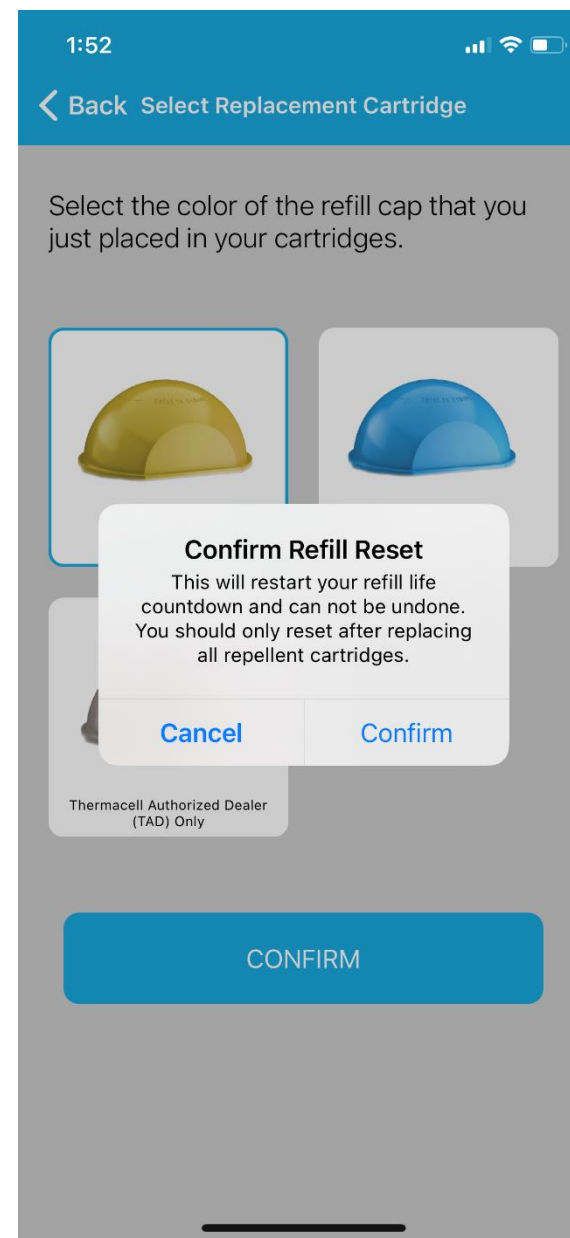 1:52
Back Select Replacement Cartridge
Select the color of the refill cap that you
just placed in your cartridges.
Confirm Refill Reset
This will restart your refill life
countdown and can not be undone.
You should only reset after replacing
all repellent cartridges.
Cancel Confirm
Thermacell Authorized Dealer
(TAD) Only
CONFIRM